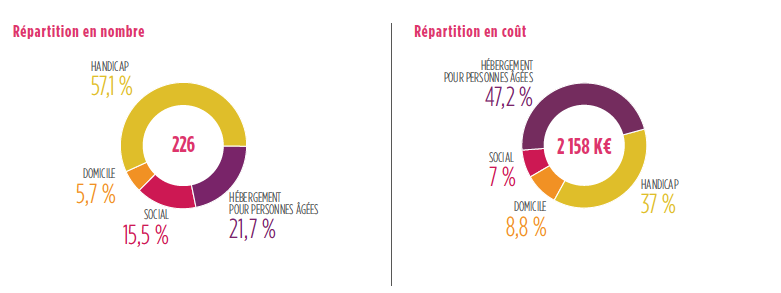 Répartition en nombre
HANDICAP
57,1 %
226
DOMICILE
5,7 %
SOCIAL
15,5 %
HÉBERGEMENT
POUR PERSONNES ÂGÉES
21,7 %
Répartition en coût
HÉBERGEMENT
POUR PERSONNES ÂGÉES
47,2 %
2 158 K€
SOCIAL
7 %
DOMICILE
8,8 %
HANDICAP
37 %